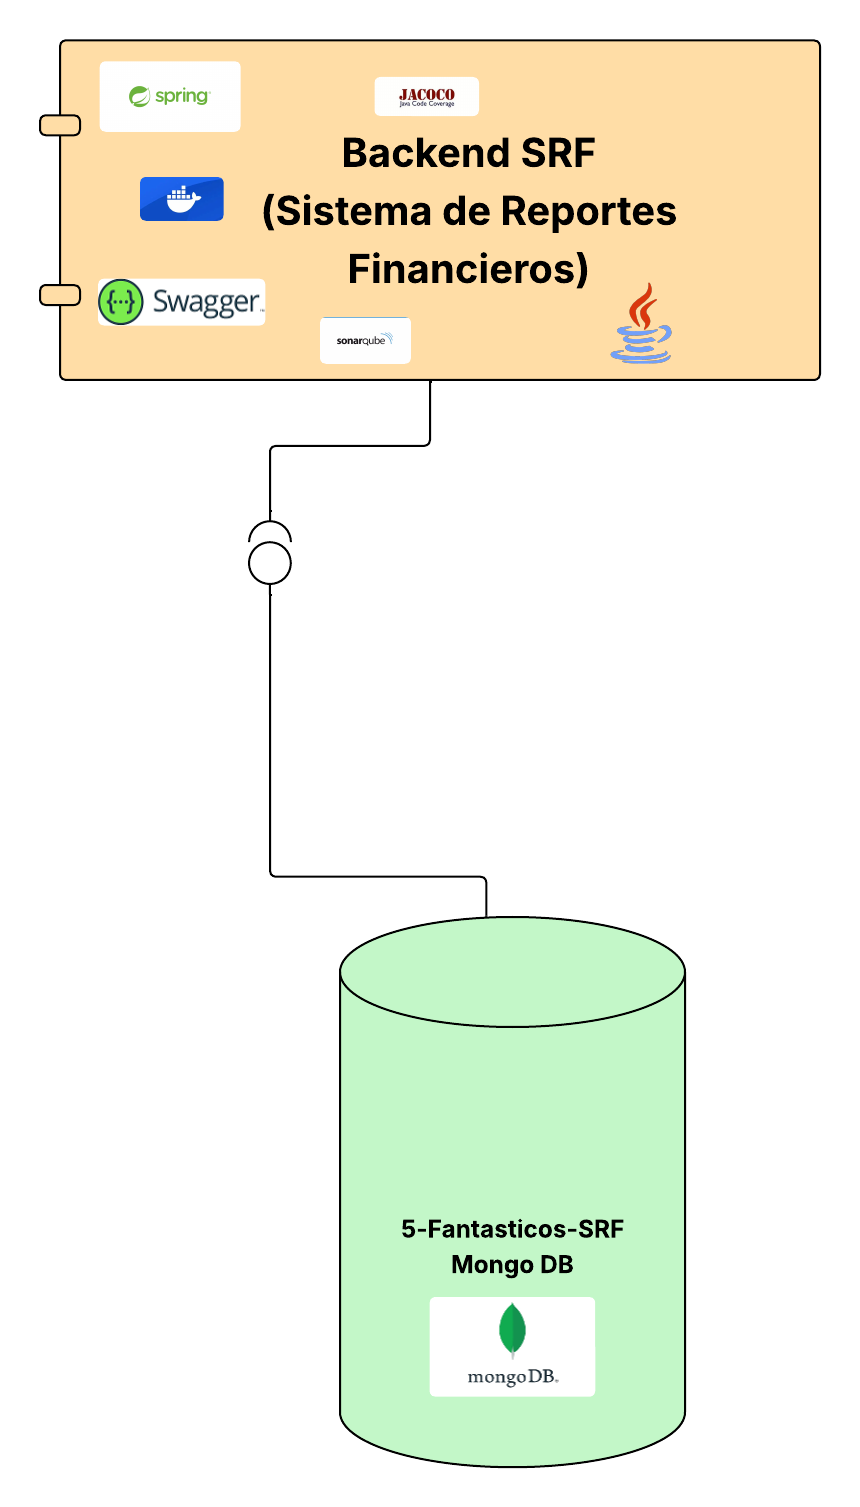 spring
JACOCO
Java Code Coverage
Backend SRF
(Sistema de Reportes
Financieros)
{···} Swagger
sonarqube
5-Fantasticos-SRF
Mongo DB
mongoDB